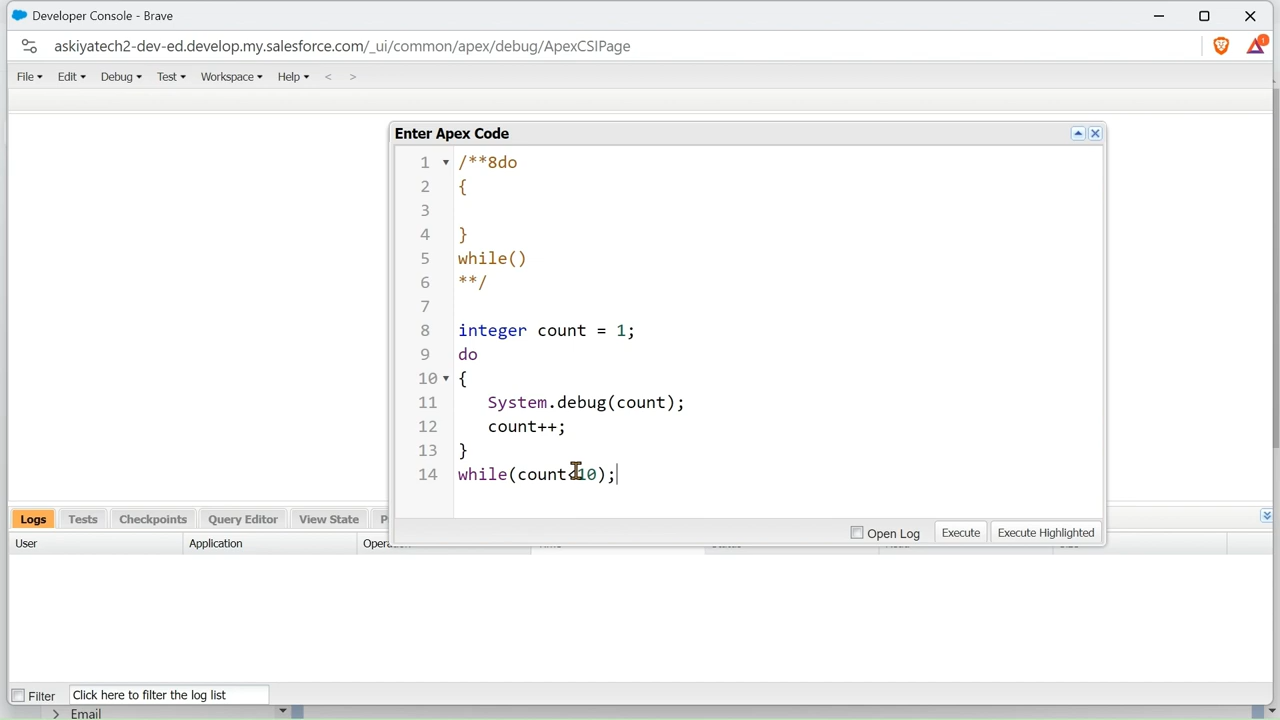 Developer Console - Brave
askiyatech2-dev-ed.develop.my.salesforce.com/_ui/common/apex/debug/ApexCSIPage
1
File Edit Debug Test Workspace Help < >
Enter Apex Code
1 /**8do
2 {
3
4 }
5 while()
6 **/
7
8 integer count = 1;
9 do
10 {
11 System.debug(count);
12 count++;
13 }
14 while(count<10);
Logs Tests Checkpoints Query Editor View State P
Open Log Execute Execute Highlighted
User Application
Filter Click here to filter the log list
> Email